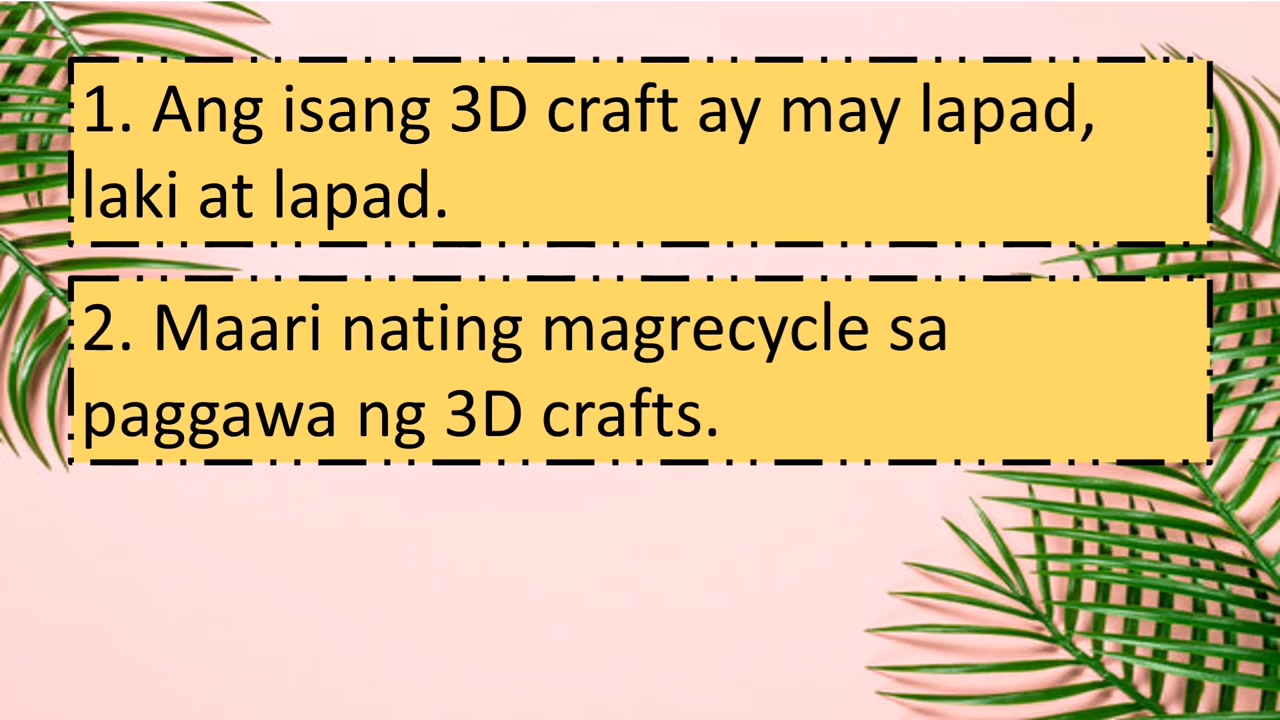 1. Ang isang 3D craft ay may lapad,
laki at lapad.
2. Maari nating magrecycle sa
paggawa ng 3D crafts.